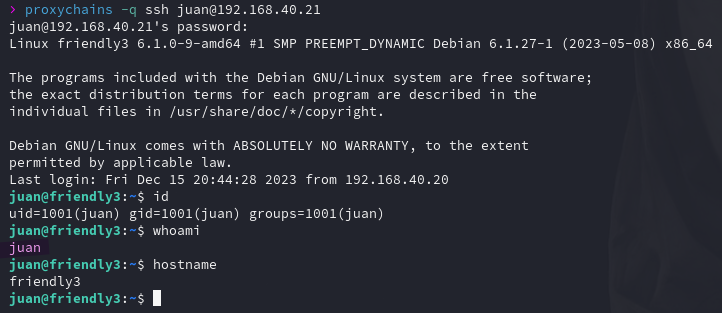 ❯ proxychains -q ssh juan@192.168.40.21
juan@192.168.40.21's password:
Linux friendly3 6.1.0-9-amd64 #1 SMP PREEMPT_DYNAMIC Debian 6.1.27-1 (2023-05-08) x86_64

The programs included with the Debian GNU/Linux system are free software;
the exact distribution terms for each program are described in the
individual files in /usr/share/doc/*/copyright.

Debian GNU/Linux comes with ABSOLUTELY NO WARRANTY, to the extent
permitted by applicable law.
Last login: Fri Dec 15 20:44:28 2023 from 192.168.40.20
juan@friendly3:~$ id
uid=1001(juan) gid=1001(juan) groups=1001(juan)
juan@friendly3:~$ whoami
juan
juan@friendly3:~$ hostname
friendly3
juan@friendly3:~$